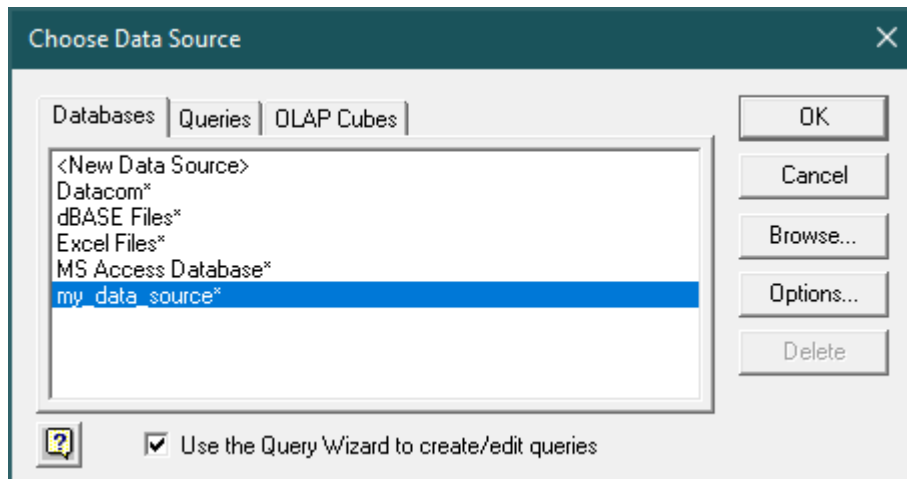 Choose Data Source
Databases
Queries
OLAP Cubes
<New Data Source>
Datacom*
dBASE Files*
Excel Files*
MS Access Database*
my_data_source*
OK
Cancel
Browse...
Options...
Delete
Use the Query Wizard to create/edit queries